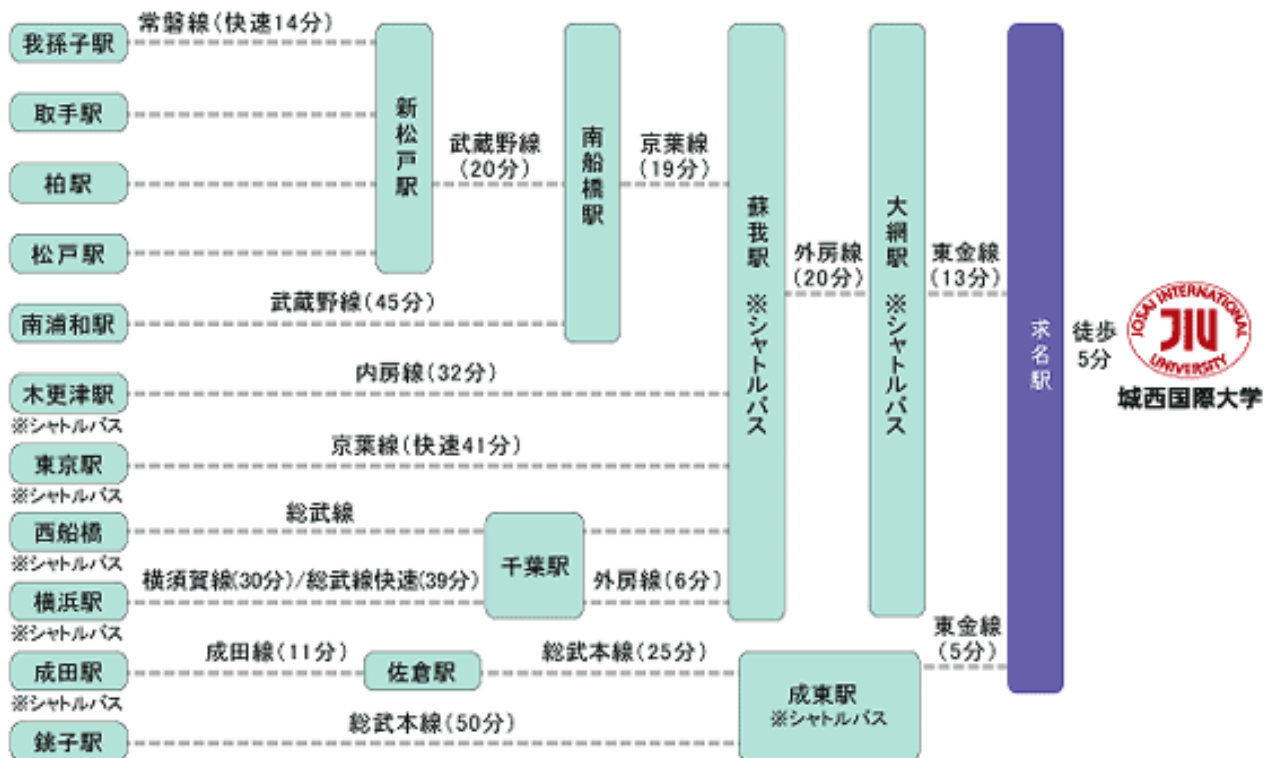 常磐線(快速14分)
我孫子駅
取手駅
柏駅
松戸駅
新松戸駅
武蔵野線
(20分)
武蔵野線(45分)
南浦和駅
南船橋駅
京葉線
(19分)
内房線(32分)
木更津駅
※シャトルバス
京葉線(快速41分)
東京駅
※シャトルバス
総武線
西船橋
※シャトルバス
横須賀線(30分)/総武線快速(39分)
横浜駅
※シャトルバス
千葉駅
外房線(6分)
蘇我駅 ※シャトルバス
外房線
(20分)
大網駅 ※シャトルバス
東金線
(13分)
成田線(11分)
成田駅
※シャトルバス
佐倉駅
総武本線(25分)
総武本線(50分)
銚子駅
成東駅
※シャトルバス
東金線
(5分)
求名駅
徒歩
5分
JOSAI INTERNATIONAL
JIU
UNIVERSITY
城西国際大学